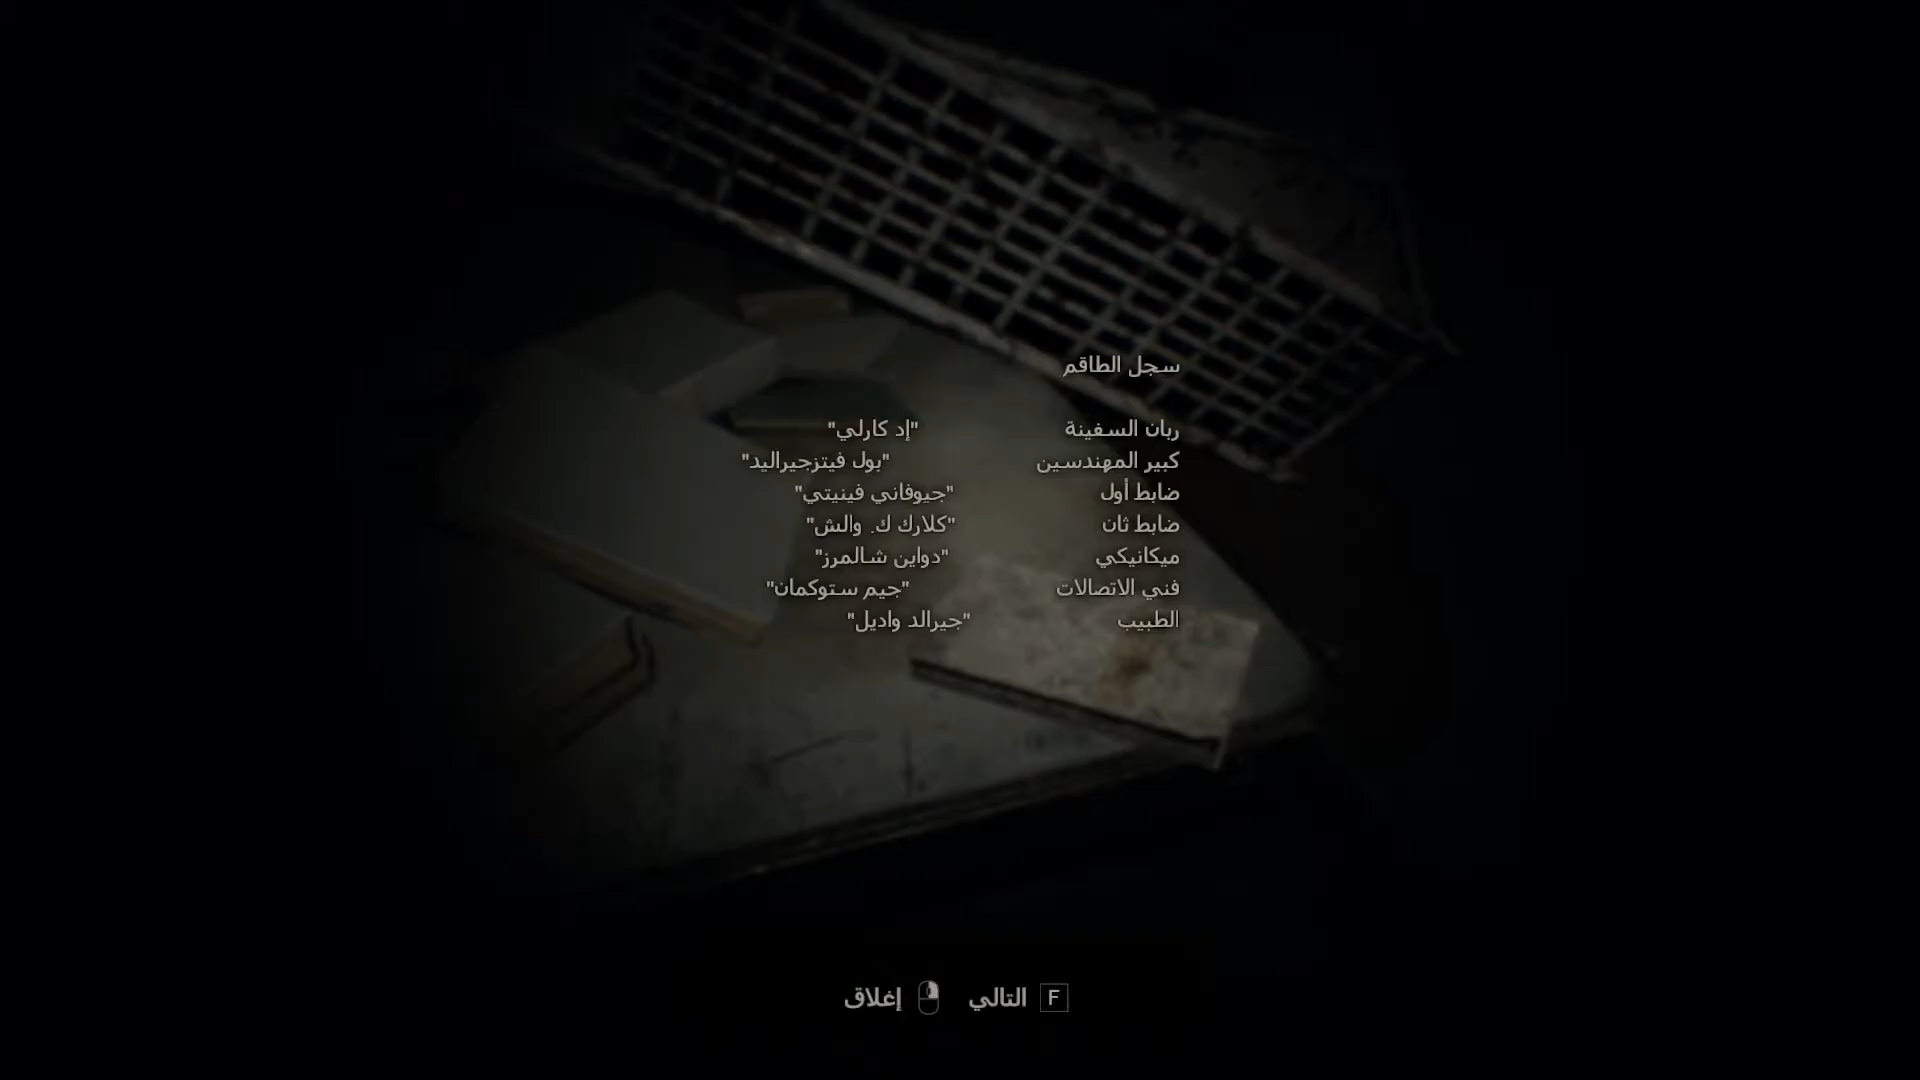 سجل الطاقم
ربان السفينة "إد كارلي"
كبير المهندسين "بول فيتزجيراليد"
ضابط أول "جيوفاني فينيتي"
ضابط ثان "كلارك ك. والش"
ميكانيكي "دواين شالمرز"
فني الاتصالات "جيم ستوكمان"
الطبيب "جيرالد واديل"
F التالي إغلاق